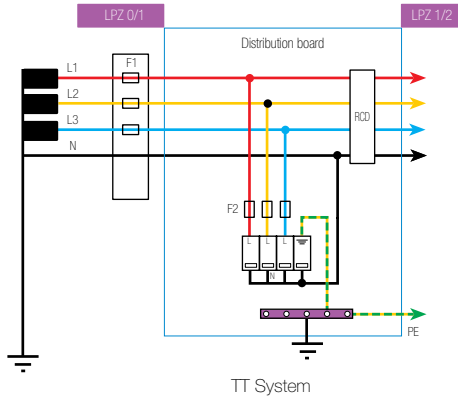 LPZ 0/1
LPZ 1/2
Distribution board
L1
F1
L2
L3
RCD
N
F2
L
L
L
N
PE
TT System